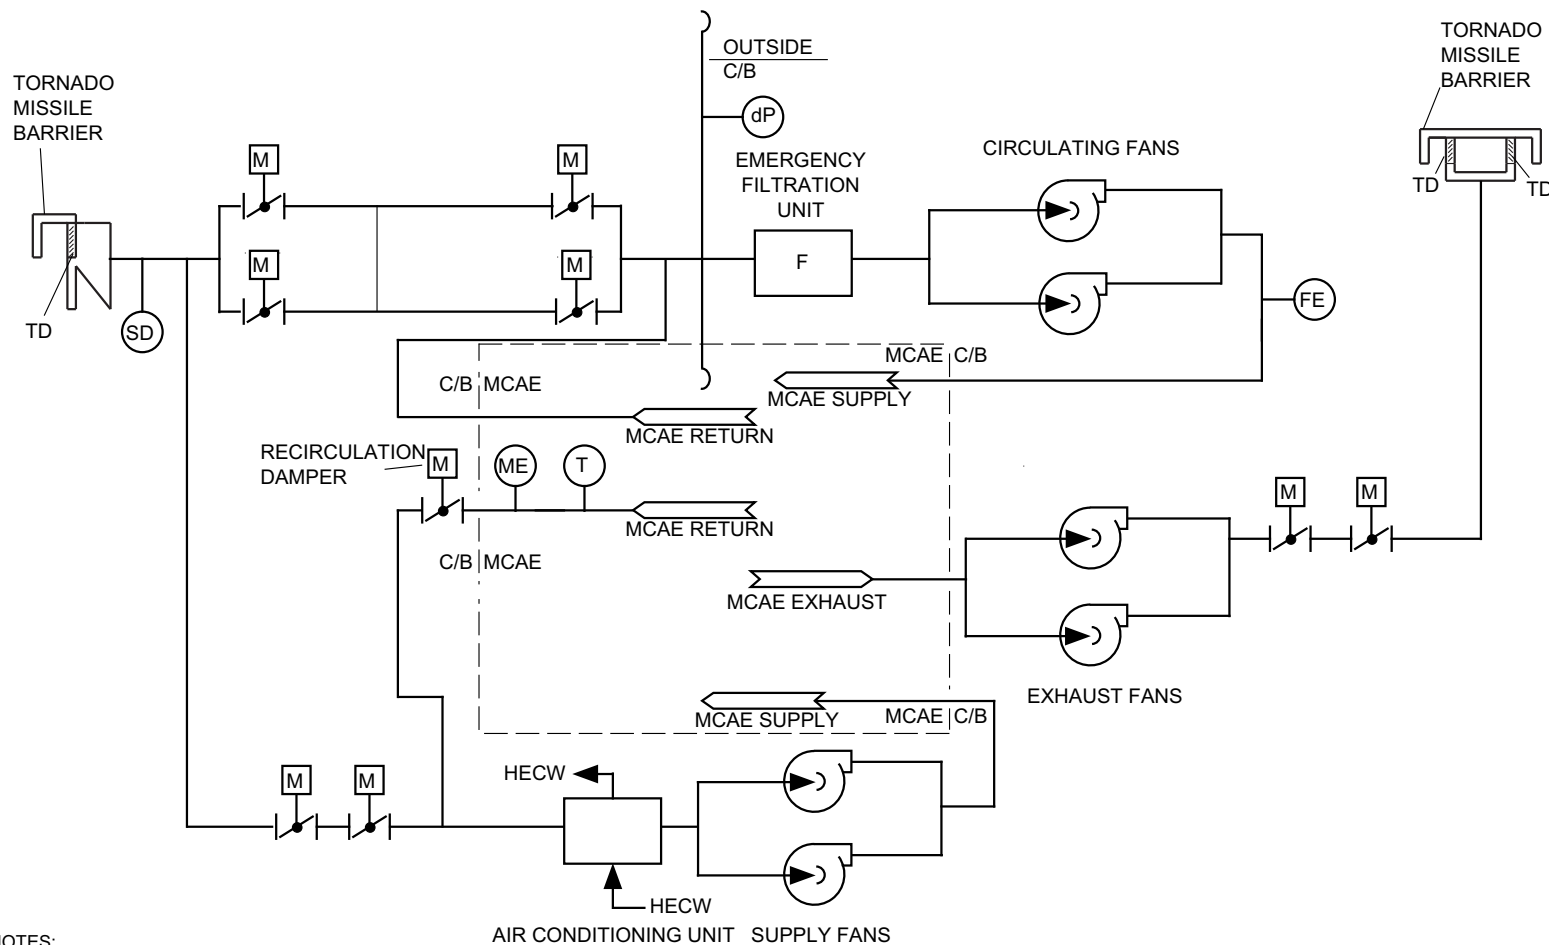 OUTSIDE
C/B
TORNADO
MISSILE
BARRIER
TORNADO
MISSILE
BARRIER
dP
M
M
EMERGENCY
FILTRATION
UNIT
CIRCULATING FANS
TD
TD
M
M
F
SD
TD
FE
MCAE
C/B
C/B
MCAE
MCAE SUPPLY
MCAE RETURN
RECIRCULATION
DAMPER
M
ME
T
MCAE RETURN
M
M
C/B
MCAE
MCAE EXHAUST
EXHAUST FANS
MCAE SUPPLY
MCAE
C/B
M
M
HECW
HECW
AIR CONDITIONING UNIT
SUPPLY FANS